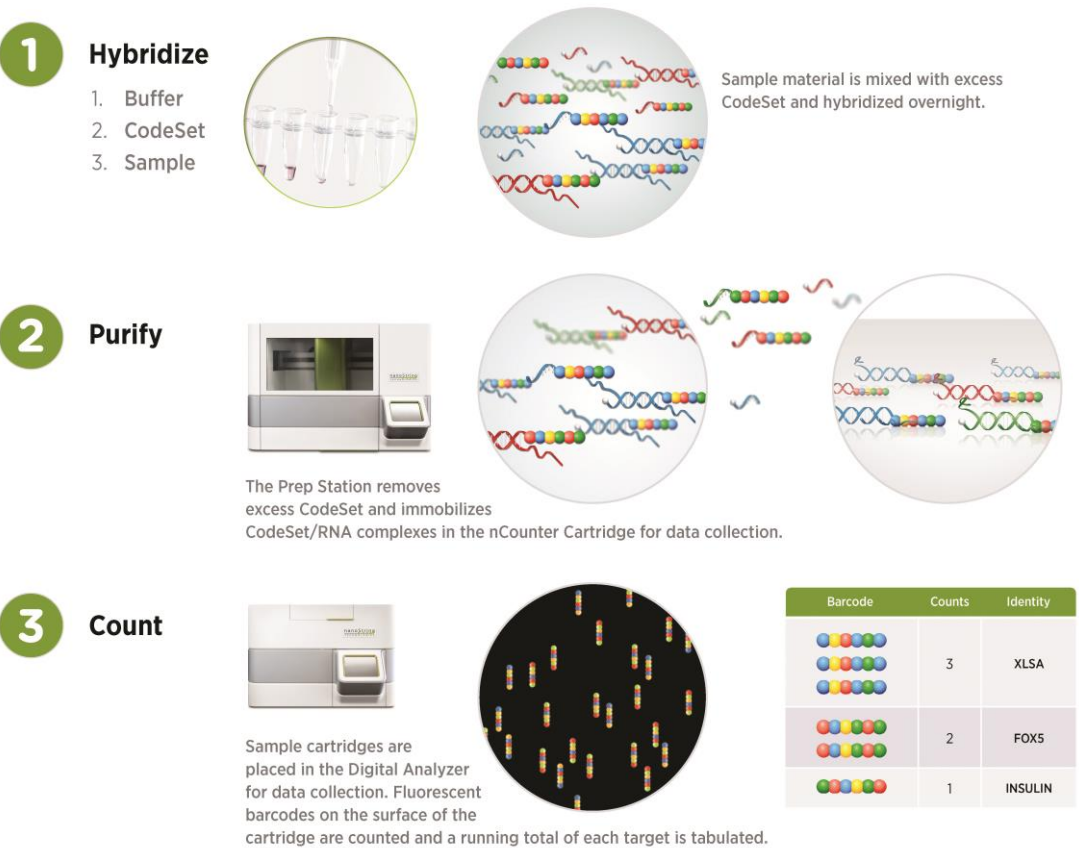 1
Hybridize
1. Buffer
2. CodeSet
3. Sample
Sample material is mixed with excess
CodeSet and hybridized overnight.
2
Purify
nanoString
The Prep Station removes
excess CodeSet and immobilizes
CodeSet/RNA complexes in the nCounter Cartridge for data collection.
3
Count
nanoString
Sample cartridges are
placed in the Digital Analyzer
for data collection. Fluorescent
barcodes on the surface of the
cartridge are counted and a running total of each target is tabulated.
Barcode Counts Identity
3 XLSA
2 FOX5
1 INSULIN